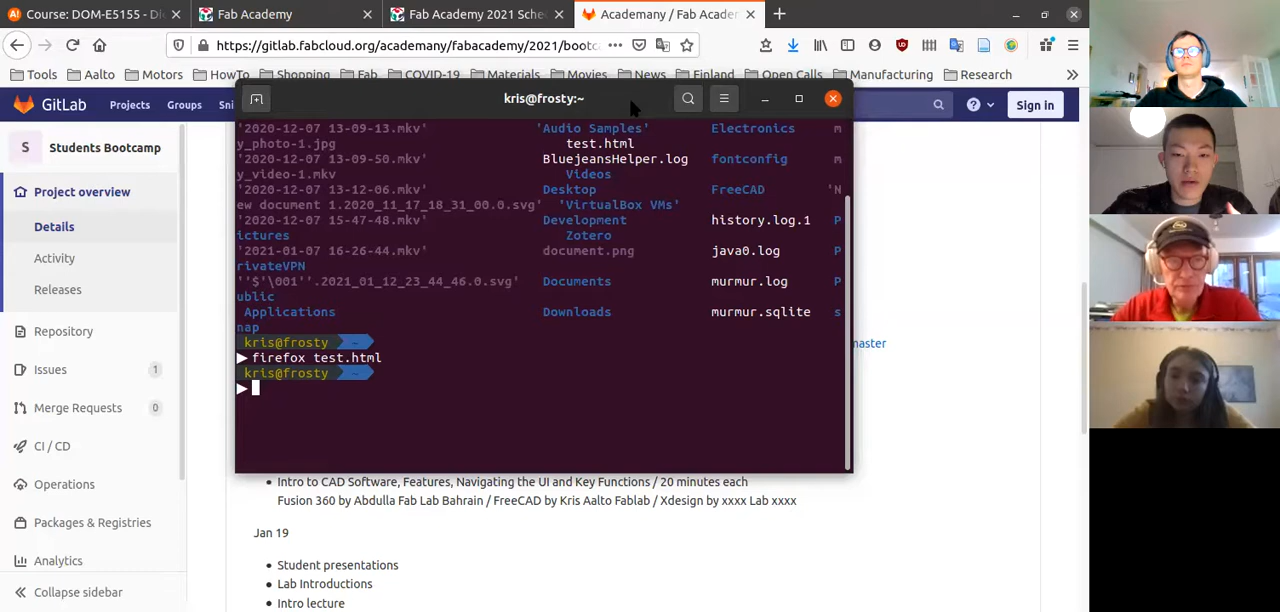 Course: DOM-E5155 - Di
Fab Academy
Fab Academy 2021 Sche
Academany / Fab Acader
https://gitlab.fabcloud.org/academany/fabacademy/2021/bootc
Tools Aalto Motors HowTo Shopping Fab COVID-19 Materials Movies News Finland Open Calls Manufacturing Research
GitLab Projects Groups Sni Sign in
kris@frosty:~
S Students Bootcamp
Project overview
Details
Activity
Releases
Repository
Issues 1
Merge Requests 0
CI / CD
Operations
Packages & Registries
Analytics
Collapse sidebar
'2020-12-07 13-09-13.mkv' 'Audio Samples' Electronics m
y_photo-1.jpg test.html
'2020-12-07 13-09-50.mkv' BluejeansHelper.log fontconfig m
y_video-1.mkv Videos
'2020-12-07 13-12-06.mkv' Desktop FreeCAD 'N
ew document 1.2020_11_17_18_31_00.0.svg' 'VirtualBox VMs'
'2020-12-07 15-47-48.mkv' Development history.log.1 P
ictures Zotero
'2021-01-07 16-26-44.mkv' document.png java0.log P
rivateVPN
''$'\001''.2021_01_12_23_44_46.0.svg' Documents murmur.log P
ublic
Applications Downloads murmur.sqlite s
nap
kris@frosty ~
firefox test.html
kris@frosty ~
master
Intro to CAD Software, Features, Navigating the UI and Key Functions / 20 minutes each
Fusion 360 by Abdulla Fab Lab Bahrain / FreeCAD by Kris Aalto Fablab / Xdesign by xxxx Lab xxxx
Jan 19
Student presentations
Lab Introductions
Intro lecture